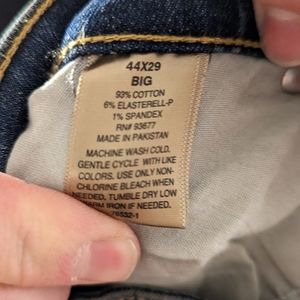 44X29
BIG
93% COTTON
6% ELASTERELL-P
1% SPANDEX
RN# 93677
MADE IN PAKISTAN
MACHINE WASH COLD.
GENTLE CYCLE WITH LIKE
COLORS. USE ONLY NON-
CHLORINE BLEACH WHEN
NEEDED, TUMBLE DRY LOW
IRON IF NEEDED.